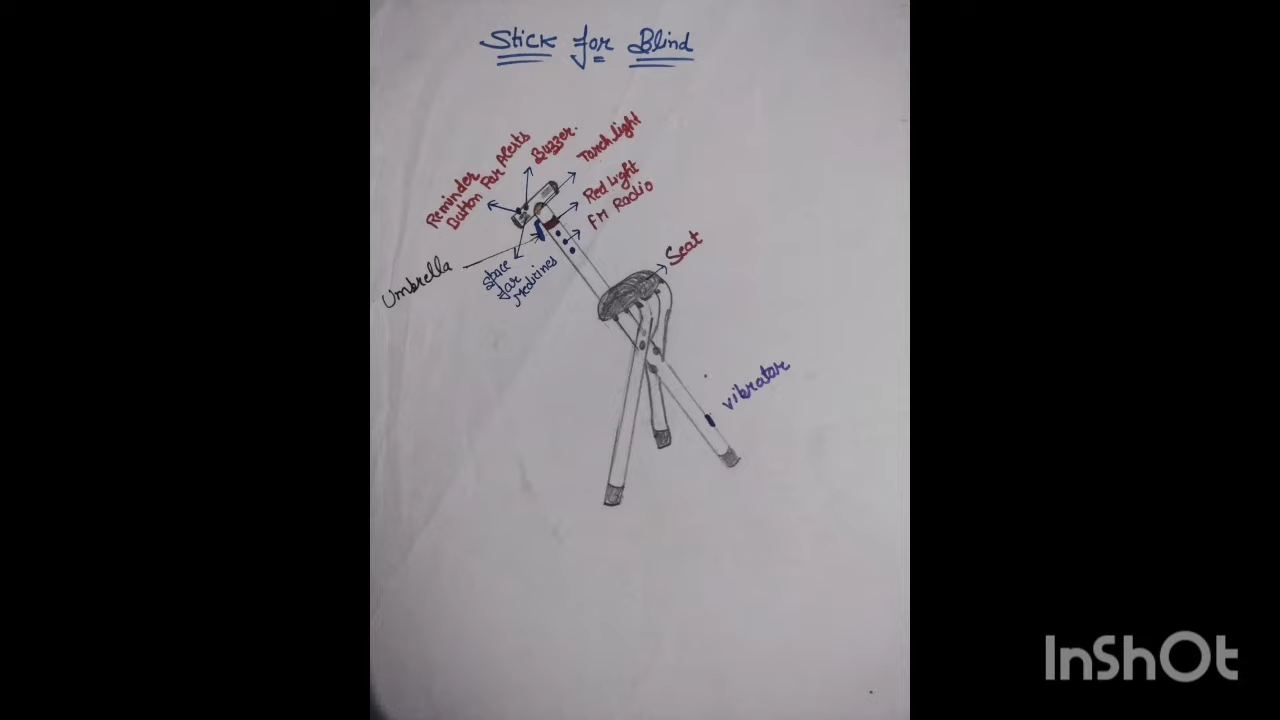 Stick for Blind
Reminder
Button For Alerts
Buzzer.
Torch light
Red Light
FM Radio
Umbrella
Space
for
Medicines
Seat
vibrator
InShOt